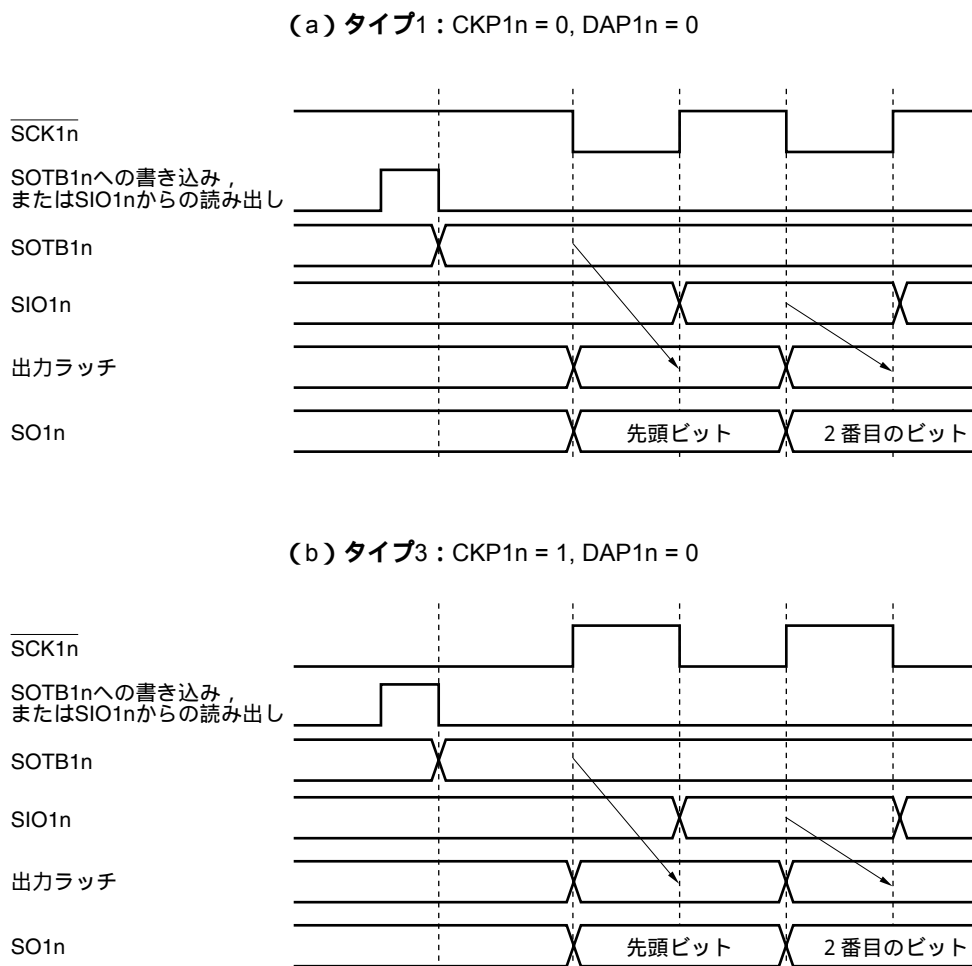 （a）タイプ1：CKP1n = 0, DAP1n = 0
SCK1n
SOTB1nへの書き込み，
またはSIO1nからの読み出し
SOTB1n
SIO1n
出力ラッチ
SO1n
先頭ビット
2番目のビット
（b）タイプ3：CKP1n = 1, DAP1n = 0
SCK1n
SOTB1nへの書き込み，
またはSIO1nからの読み出し
SOTB1n
SIO1n
出力ラッチ
SO1n
先頭ビット
2番目のビット